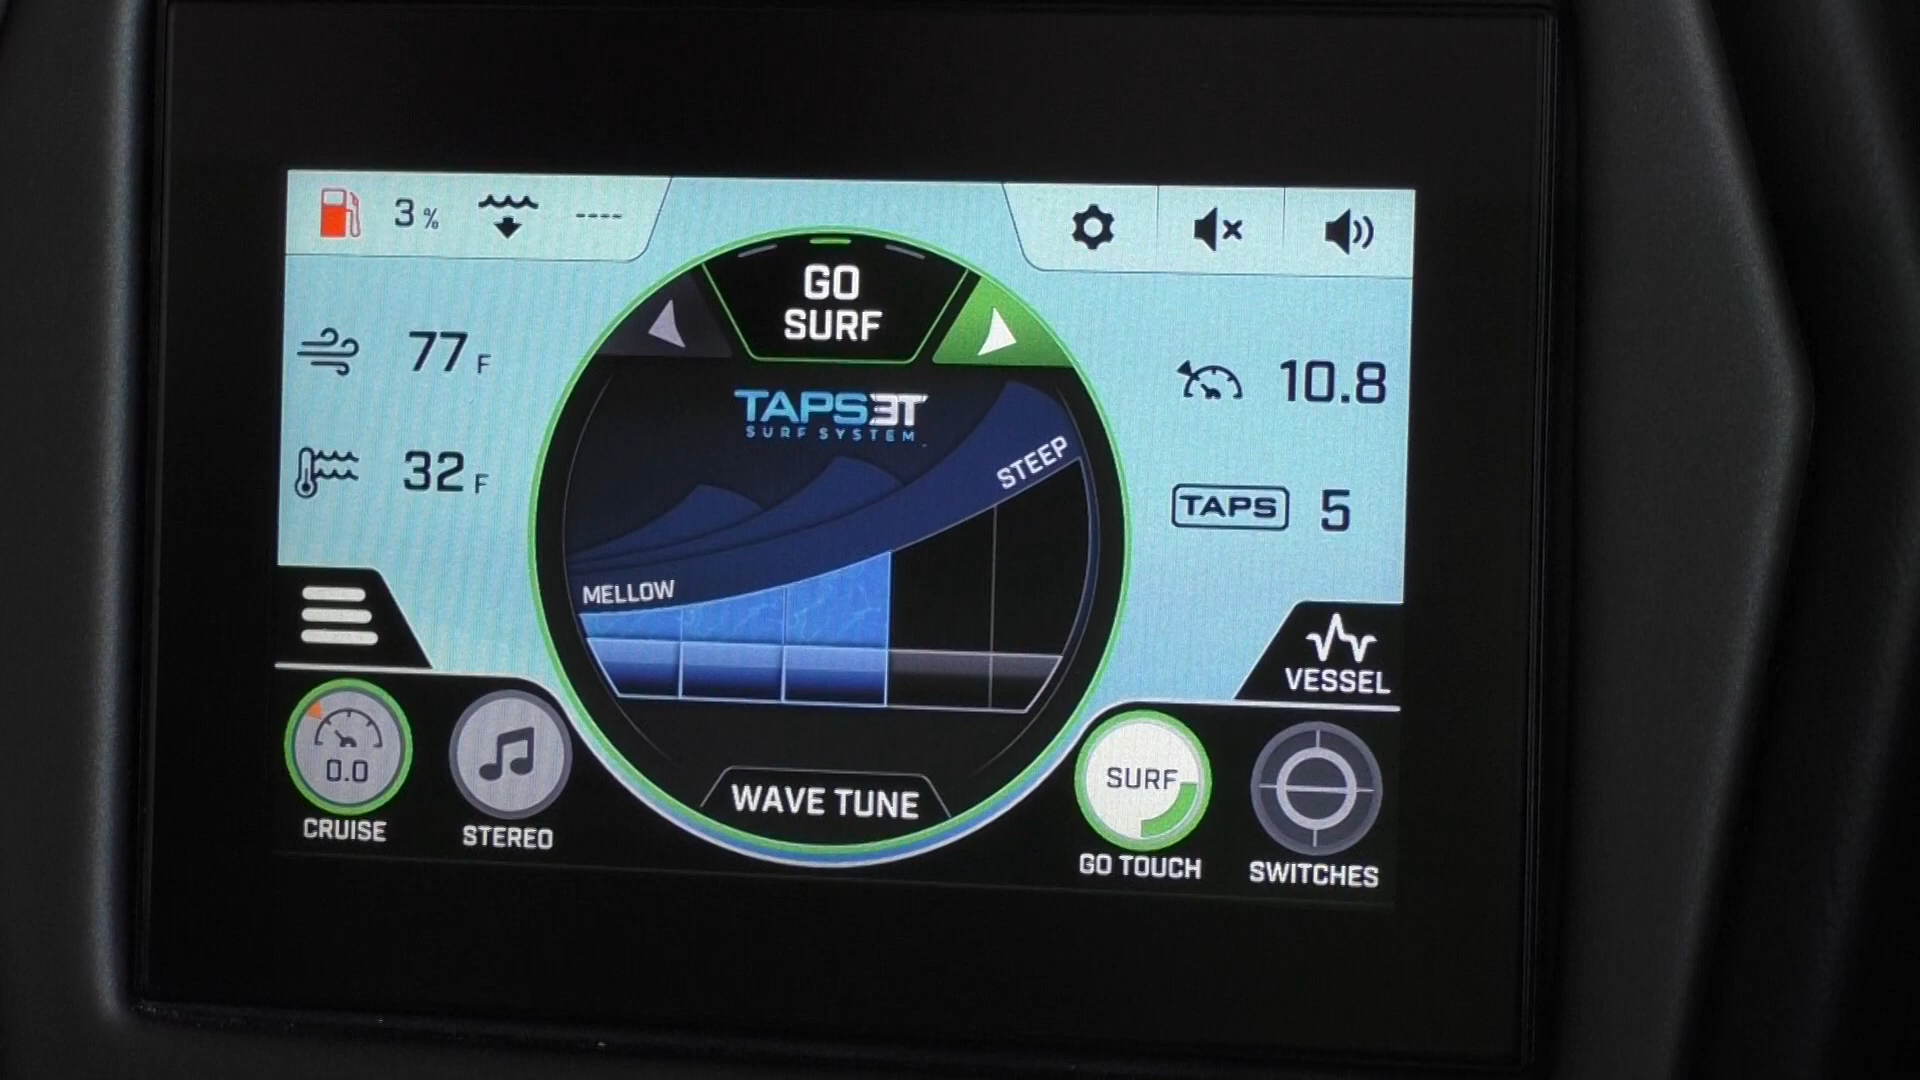 3 %
----
GO
SURF
77 F
32 F
TAPS3T
SURF SYSTEM
10.8
TAPS 5
STEEP
MELLOW
VESSEL
0.0
CRUISE
STEREO
WAVE TUNE
SURF
GO TOUCH
SWITCHES